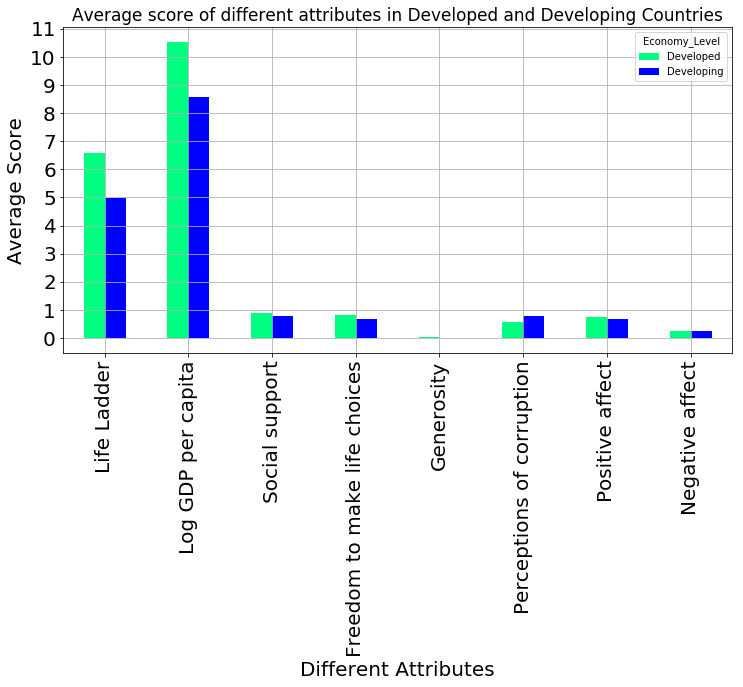 Average score of different attributes in Developed and Developing Countries
Economy_Level
Developed
Developing
Average Score
11
10
9
8
7
6
5
4
3
2
1
0
Life Ladder
Log GDP per capita
Social support
Freedom to make life choices
Generosity
Perceptions of corruption
Positive affect
Negative affect
Different Attributes